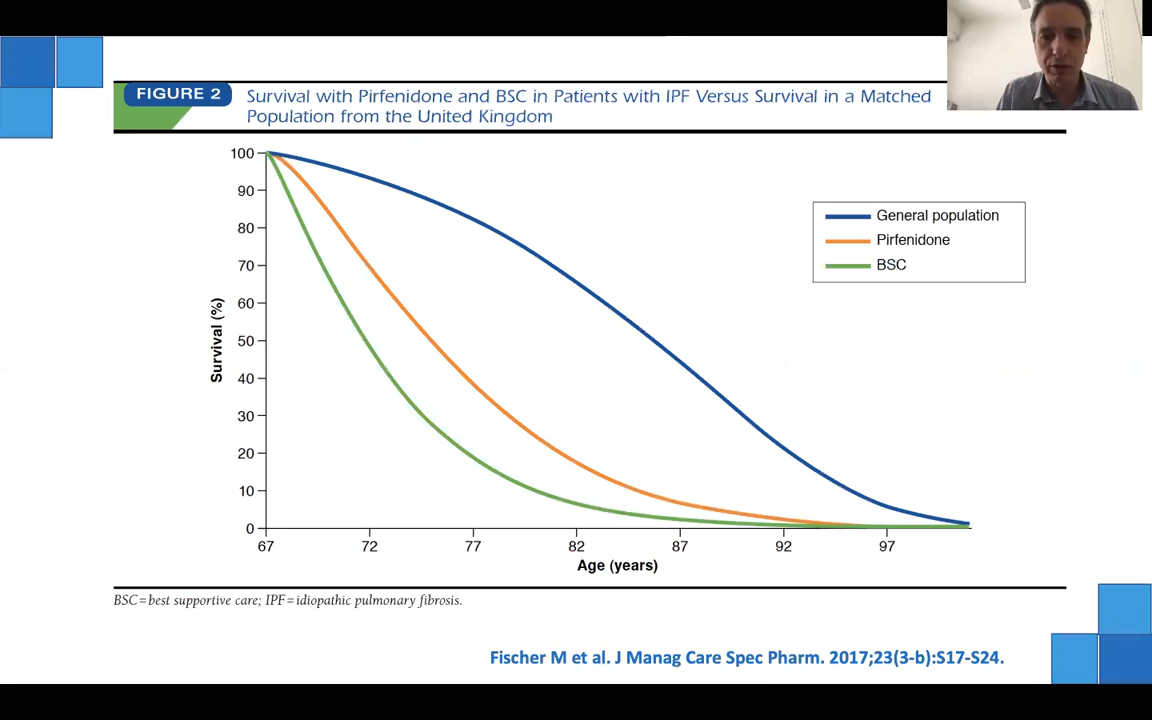 FIGURE 2
Survival with Pirfenidone and BSC in Patients with IPF Versus Survival in a Matched
Population from the United Kingdom
100
90
80
70
60
50
40
30
20
10
0
Survival (%)
General population
Pirfenidone
BSC
67 72 77 82 87 92 97
Age (years)
BSC=best supportive care; IPF=idiopathic pulmonary fibrosis.
Fischer M et al. J Manag Care Spec Pharm. 2017;23(3-b):S17-S24.